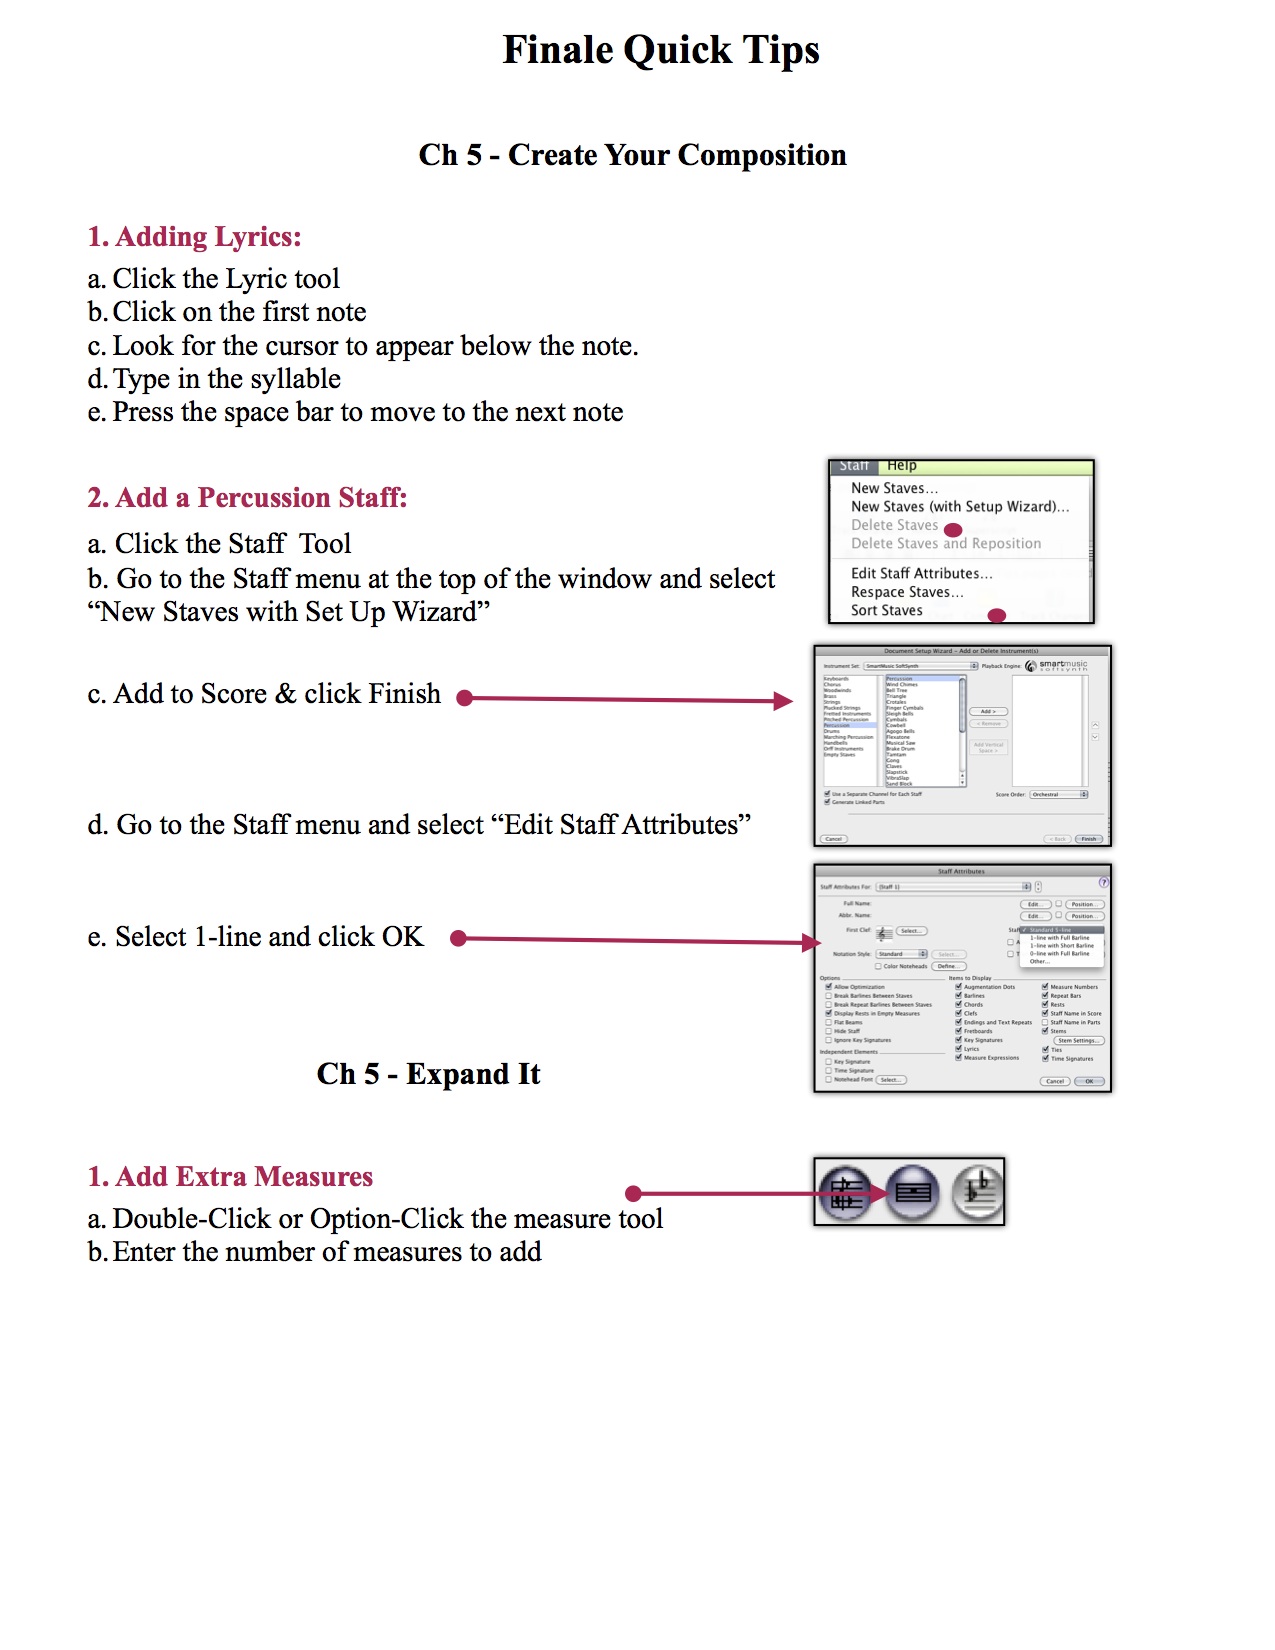 Finale Quick Tips
Ch 5 - Create Your Composition
1. Adding Lyrics:
a. Click the Lyric tool
b. Click on the first note
c. Look for the cursor to appear below the note.
d. Type in the syllable
e. Press the space bar to move to the next note
2. Add a Percussion Staff:
a. Click the Staff  Tool
b. Go to the Staff menu at the top of the window and select
“New Staves with Set Up Wizard”
Staff Help
New Staves...
New Staves (with Setup Wizard)...
Delete Staves
Delete Staves and Reposition
Edit Staff Attributes...
Respace Staves...
Sort Staves
c. Add to Score & click Finish
Document Setup Wizard - Add or Delete Instrument(s)
Instrument Set: SmartMusic SoftSynth Playback Engine: smartmusic
softsynth
Keyboards
Chorus
Woodwinds
Brass
Strings
Plucked Strings
Fretted Instruments
Pitched Percussion
Percussion
Drums
Marching Percussion
Handbells
Orff Instruments
Empty Staves
Percussion
Wind Chimes
Bell Tree
Triangle
Crotales
Finger Cymbals
Sleigh Bells
Cymbals
Cowbell
Agogo Bells
Flexatone
Musical Saw
Brake Drum
Tamtam
Gong
Claves
Slapstick
Vibraslap
Sand Block
Add >
< Remove
Add Vertical
Space >
Use a Separate Channel for Each Staff
Generate Linked Parts
Score Order: Orchestral
Cancel
< Back
Finish
d. Go to the Staff menu and select “Edit Staff Attributes”
e. Select 1-line and click OK
Staff Attributes
Staff Attributes For: (Staff 1)
?
Full Name: Edit... Position...
Abbr. Name: Edit... Position...
First Clef: Select...
Staff
Standard 5-line
1-line with Full Barline
1-line with Short Barline
0-line with Full Barline
Other...
Notation Style: Standard Select...
Color Noteheads Define...
Options
Allow Optimization
Break Barlines Between Staves
Break Repeat Barlines Between Staves
Display Rests in Empty Measures
Flat Beams
Hide Staff
Ignore Key Signatures
Independent Elements
Key Signature
Time Signature
Notehead Font Select...
Items to Display
Augmentation Dots
Barlines
Chords
Clefs
Endings and Text Repeats
Fretboards
Key Signatures
Lyrics
Measure Expressions
Measure Numbers
Repeat Bars
Rests
Staff Name in Score
Staff Name in Parts
Stems
Stem Settings...
Ties
Time Signatures
Cancel
OK
Ch 5 - Expand It
1. Add Extra Measures
a. Double-Click or Option-Click the measure tool
b. Enter the number of measures to add